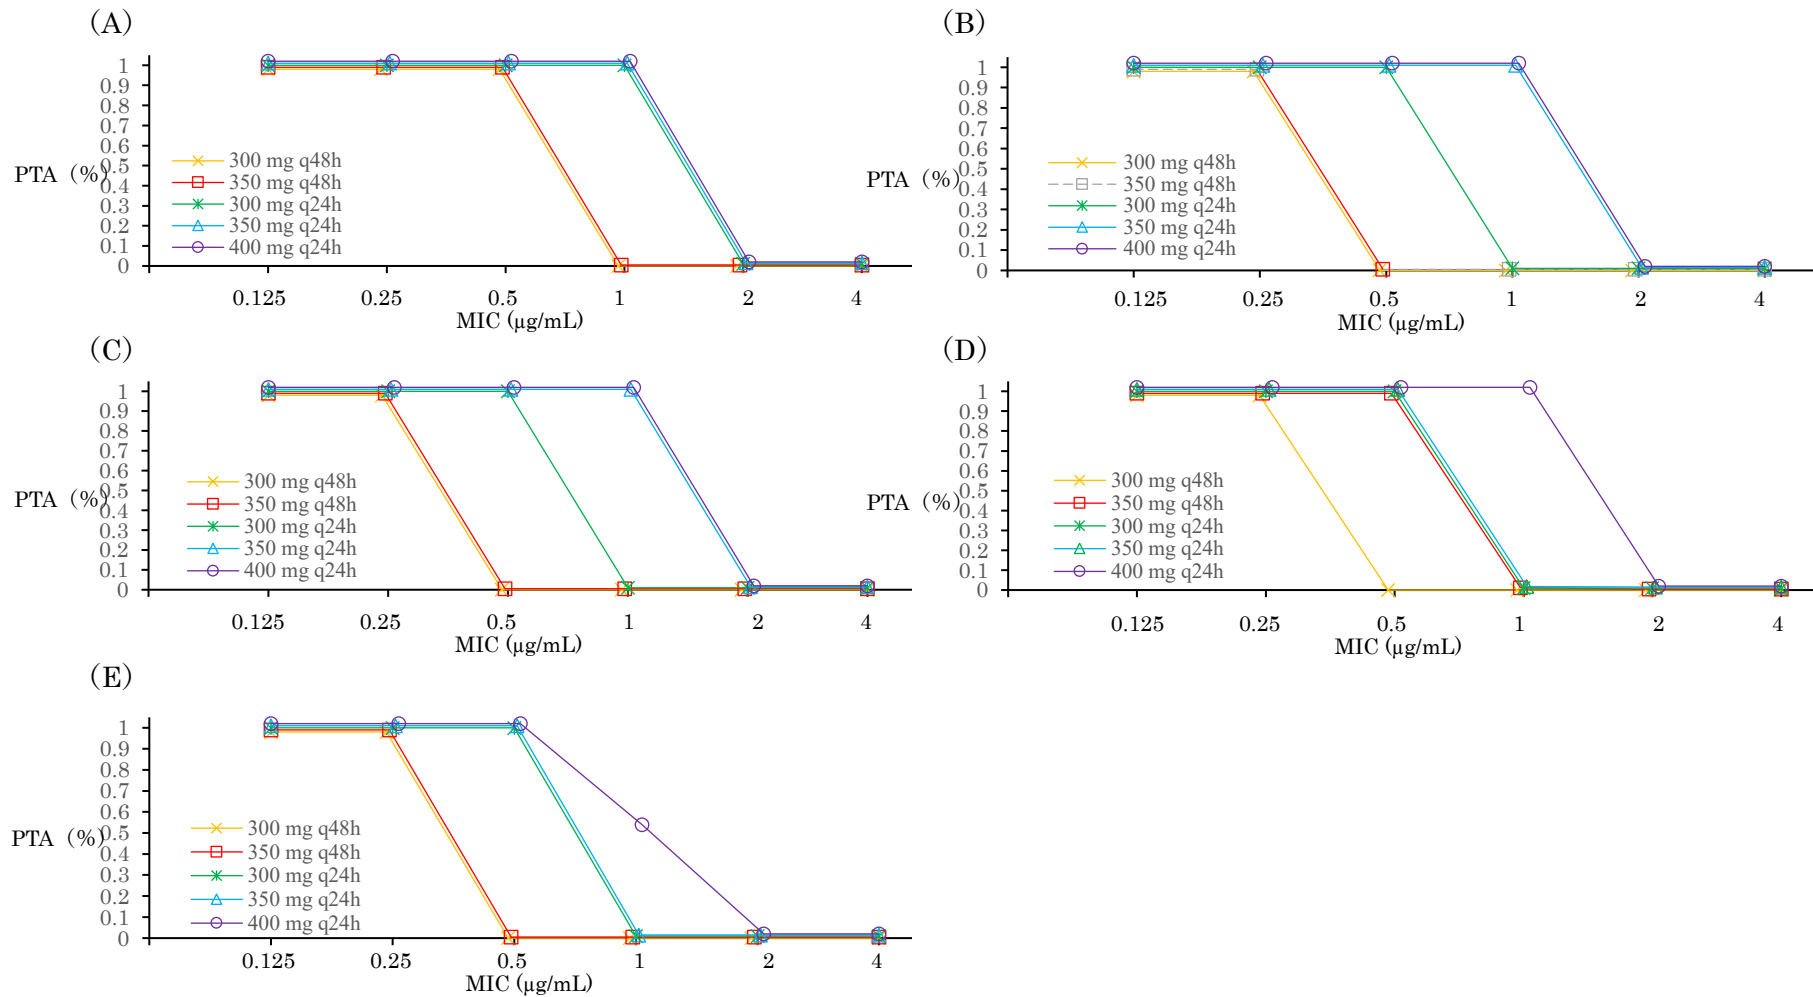 (A)
1
0.9
0.8
0.7
0.6
0.5
0.4
0.3
0.2
0.1
0
PTA (%)
300 mg q48h
350 mg q48h
300 mg q24h
350 mg q24h
400 mg q24h
0.125 0.25 0.5 1 2 4
MIC (µg/mL)
(B)
1
0.9
0.8
0.7
0.6
0.5
0.4
0.3
0.2
0.1
0
PTA (%)
300 mg q48h
350 mg q48h
300 mg q24h
350 mg q24h
400 mg q24h
0.125 0.25 0.5 1 2 4
MIC (µg/mL)
(C)
1
0.9
0.8
0.7
0.6
0.5
0.4
0.3
0.2
0.1
0
PTA (%)
300 mg q48h
350 mg q48h
300 mg q24h
350 mg q24h
400 mg q24h
0.125 0.25 0.5 1 2 4
MIC (µg/mL)
(D)
1
0.9
0.8
0.7
0.6
0.5
0.4
0.3
0.2
0.1
0
PTA (%)
300 mg q48h
350 mg q48h
300 mg q24h
350 mg q24h
400 mg q24h
0.125 0.25 0.5 1 2 4
MIC (µg/mL)
(E)
1
0.9
0.8
0.7
0.6
0.5
0.4
0.3
0.2
0.1
0
PTA (%)
300 mg q48h
350 mg q48h
300 mg q24h
350 mg q24h
400 mg q24h
0.125 0.25 0.5 1 2 4
MIC (µg/mL)